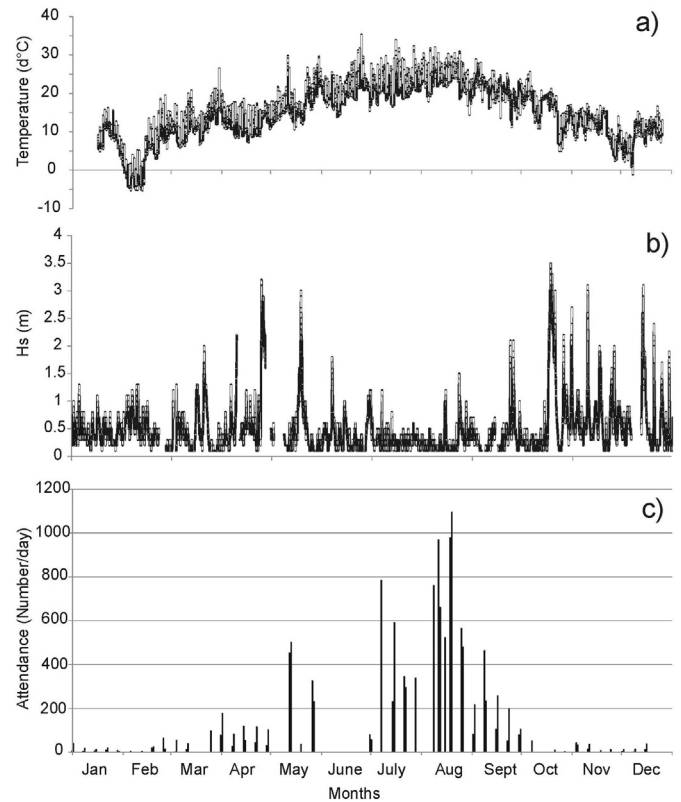 a)
40
30
20
10
0
-10
Temperature (d°C)
b)
4
3.5
3
2.5
2
1.5
1
0.5
0
Hs (m)
c)
1200
1000
800
600
400
200
0
Attendance (Number/day)
Jan Feb Mar Apr May June July Aug Sept Oct Nov Dec
Months